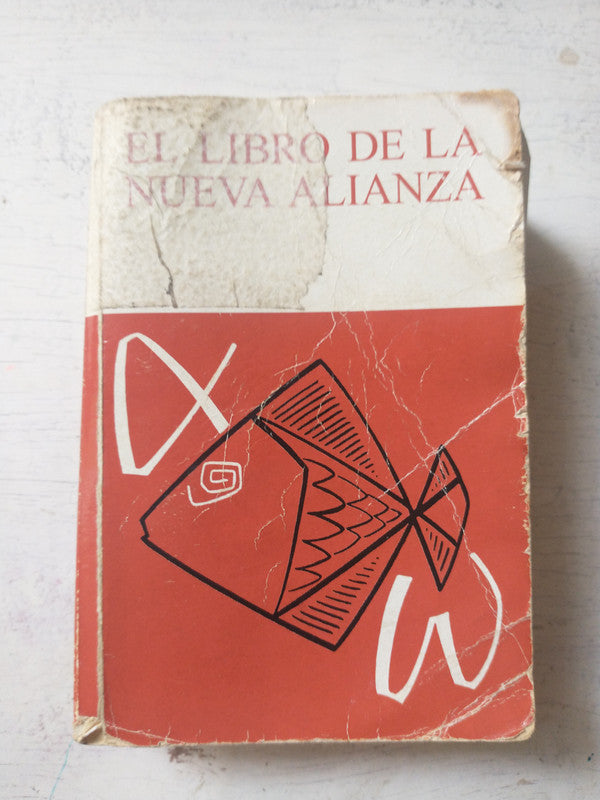 EL LIBRO DE LA
NUEVA ALIANZA
α
ω